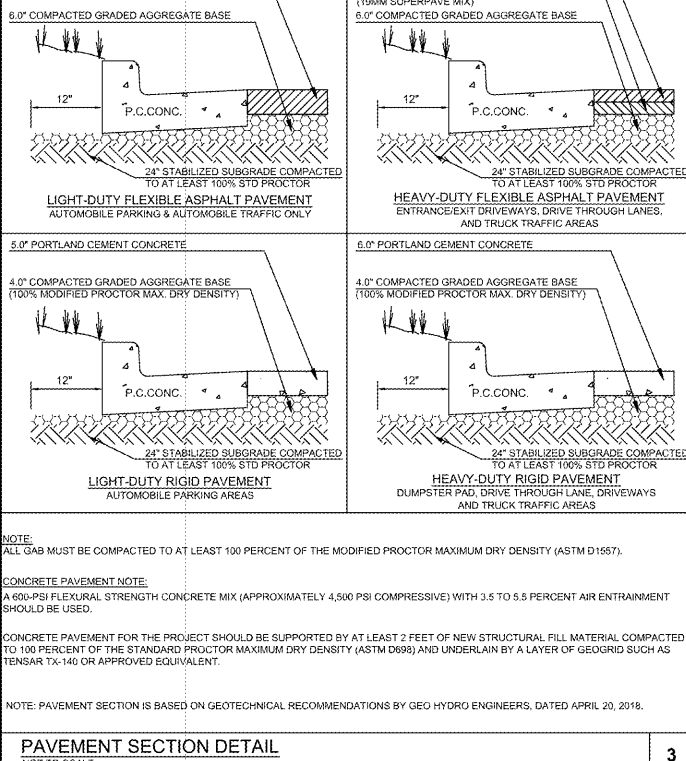 6.0" COMPACTED GRADED AGGREGATE BASE
12"
P.C.CONC.
24" STABILIZED SUBGRADE COMPACTED
TO AT LEAST 100% STD PROCTOR
LIGHT-DUTY FLEXIBLE ASPHALT PAVEMENT
AUTOMOBILE PARKING & AUTOMOBILE TRAFFIC ONLY
(19MM SUPERPAVE MIX)
6.0" COMPACTED GRADED AGGREGATE BASE
12"
P.C.CONC.
24" STABILIZED SUBGRADE COMPACTED
TO AT LEAST 100% STD PROCTOR
HEAVY-DUTY FLEXIBLE ASPHALT PAVEMENT
ENTRANCE/EXIT DRIVEWAYS, DRIVE THROUGH LANES,
AND TRUCK TRAFFIC AREAS
5.0" PORTLAND CEMENT CONCRETE
4.0" COMPACTED GRADED AGGREGATE BASE
(100% MODIFIED PROCTOR MAX. DRY DENSITY)
12"
P.C.CONC.
24" STABILIZED SUBGRADE COMPACTED
TO AT LEAST 100% STD PROCTOR
LIGHT-DUTY RIGID PAVEMENT
AUTOMOBILE PARKING AREAS
6.0" PORTLAND CEMENT CONCRETE
4.0" COMPACTED GRADED AGGREGATE BASE
(100% MODIFIED PROCTOR MAX. DRY DENSITY)
12"
P.C.CONC.
24" STABILIZED SUBGRADE COMPACTED
TO AT LEAST 100% STD PROCTOR
HEAVY-DUTY RIGID PAVEMENT
DUMPSTER PAD, DRIVE THROUGH LANE, DRIVEWAYS
AND TRUCK TRAFFIC AREAS
NOTE:
ALL GAB MUST BE COMPACTED TO AT LEAST 100 PERCENT OF THE MODIFIED PROCTOR MAXIMUM DRY DENSITY (ASTM D1557).
CONCRETE PAVEMENT NOTE:
A 600-PSI FLEXURAL STRENGTH CONCRETE MIX (APPROXIMATELY 4,500 PSI COMPRESSIVE) WITH 3.5 TO 5.5 PERCENT AIR ENTRAINMENT
SHOULD BE USED.
CONCRETE PAVEMENT FOR THE PROJECT SHOULD BE SUPPORTED BY AT LEAST 2 FEET OF NEW STRUCTURAL FILL MATERIAL COMPACTED
TO 100 PERCENT OF THE STANDARD PROCTOR MAXIMUM DRY DENSITY (ASTM D698) AND UNDERLAIN BY A LAYER OF GEOGRID SUCH AS
TENSAR TX-140 OR APPROVED EQUIVALENT.
NOTE: PAVEMENT SECTION IS BASED ON GEOTECHNICAL RECOMMENDATIONS BY GEO HYDRO ENGINEERS, DATED APRIL 20, 2018.
PAVEMENT SECTION DETAIL
3